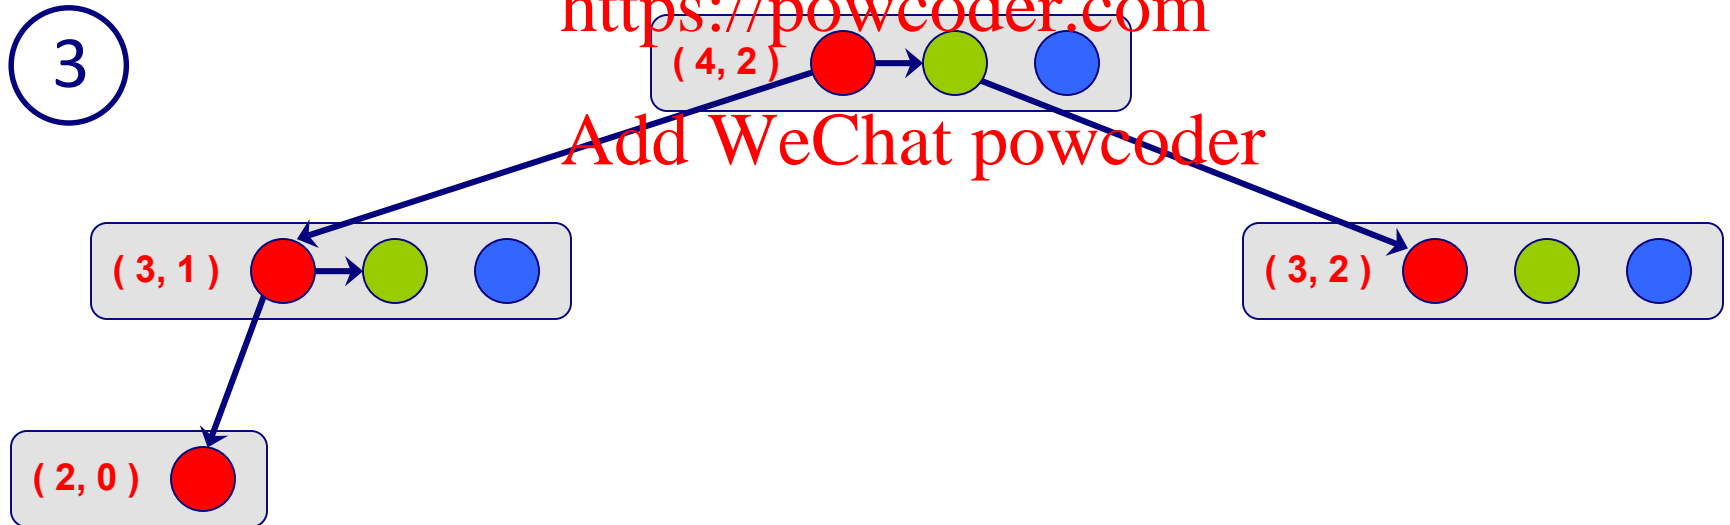 https://powcoder.com
3
( 4, 2 )
Add WeChat powcoder
( 3, 1 )
( 3, 2 )
( 2, 0 )